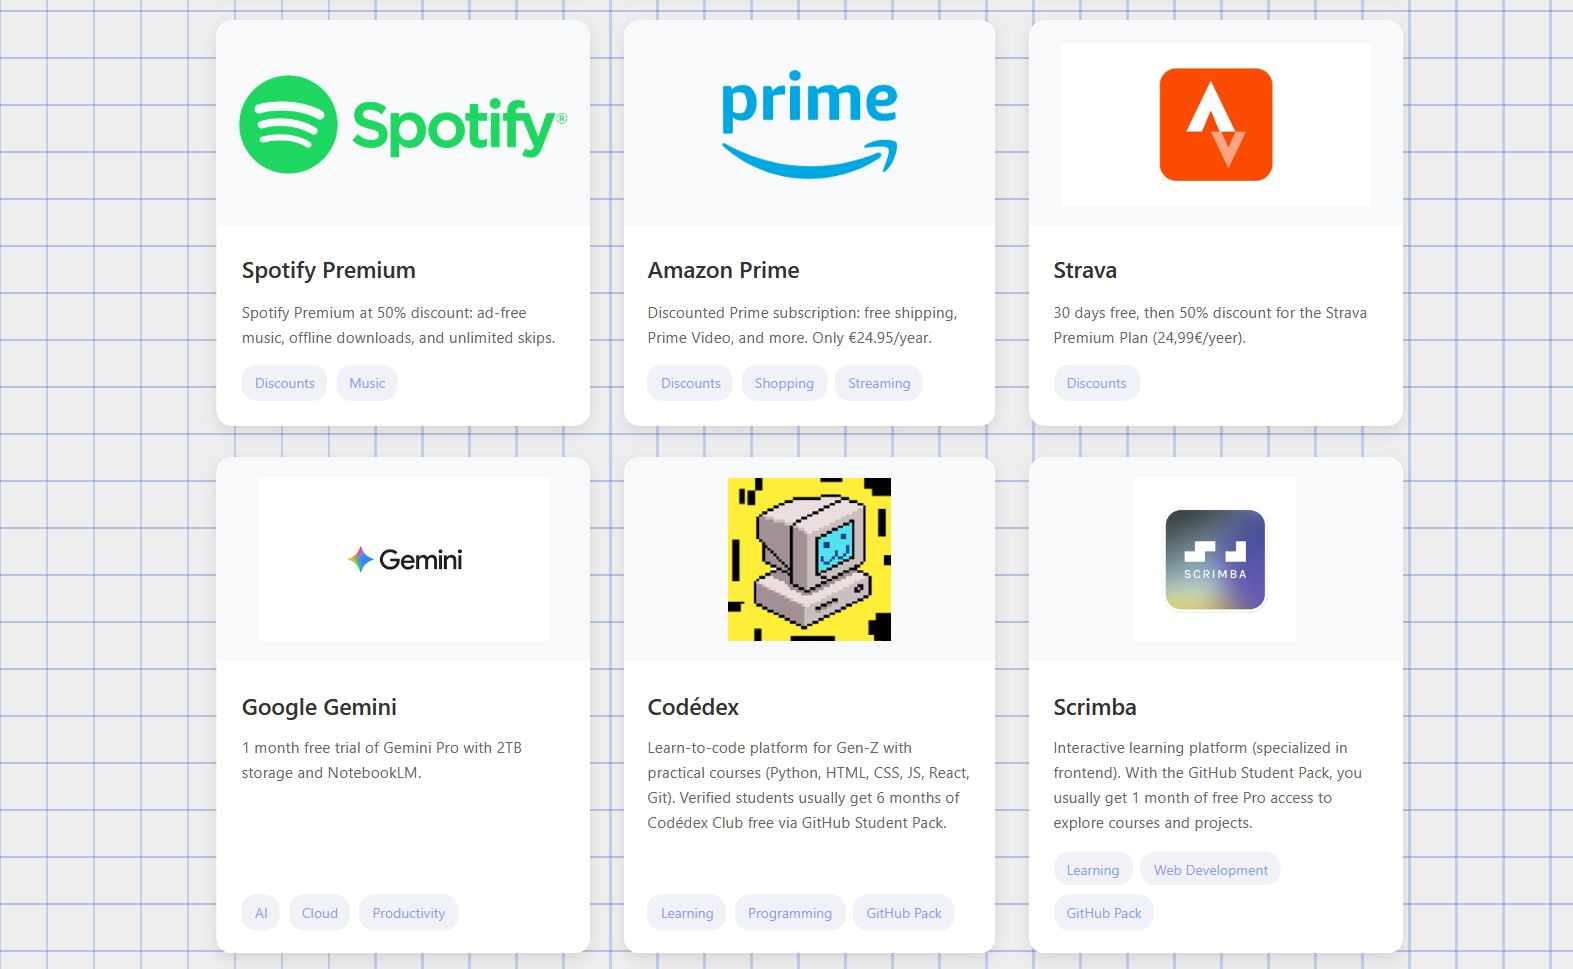 Spotify®
prime
Spotify Premium
Spotify Premium at 50% discount: ad-free
music, offline downloads, and unlimited skips.
Discounts
Music
Amazon Prime
Discounted Prime subscription: free shipping,
Prime Video, and more. Only €24.95/year.
Discounts
Shopping
Streaming
Strava
30 days free, then 50% discount for the Strava
Premium Plan (24,99€/yeer).
Discounts
Gemini
Google Gemini
1 month free trial of Gemini Pro with 2TB
storage and NotebookLM.
AI
Cloud
Productivity
Codédex
Learn-to-code platform for Gen-Z with
practical courses (Python, HTML, CSS, JS, React,
Git). Verified students usually get 6 months of
Codédex Club free via GitHub Student Pack.
Learning
Programming
GitHub Pack
SCRIMBA
Scrimba
Interactive learning platform (specialized in
frontend). With the GitHub Student Pack, you
usually get 1 month of free Pro access to
explore courses and projects.
Learning
Web Development
GitHub Pack